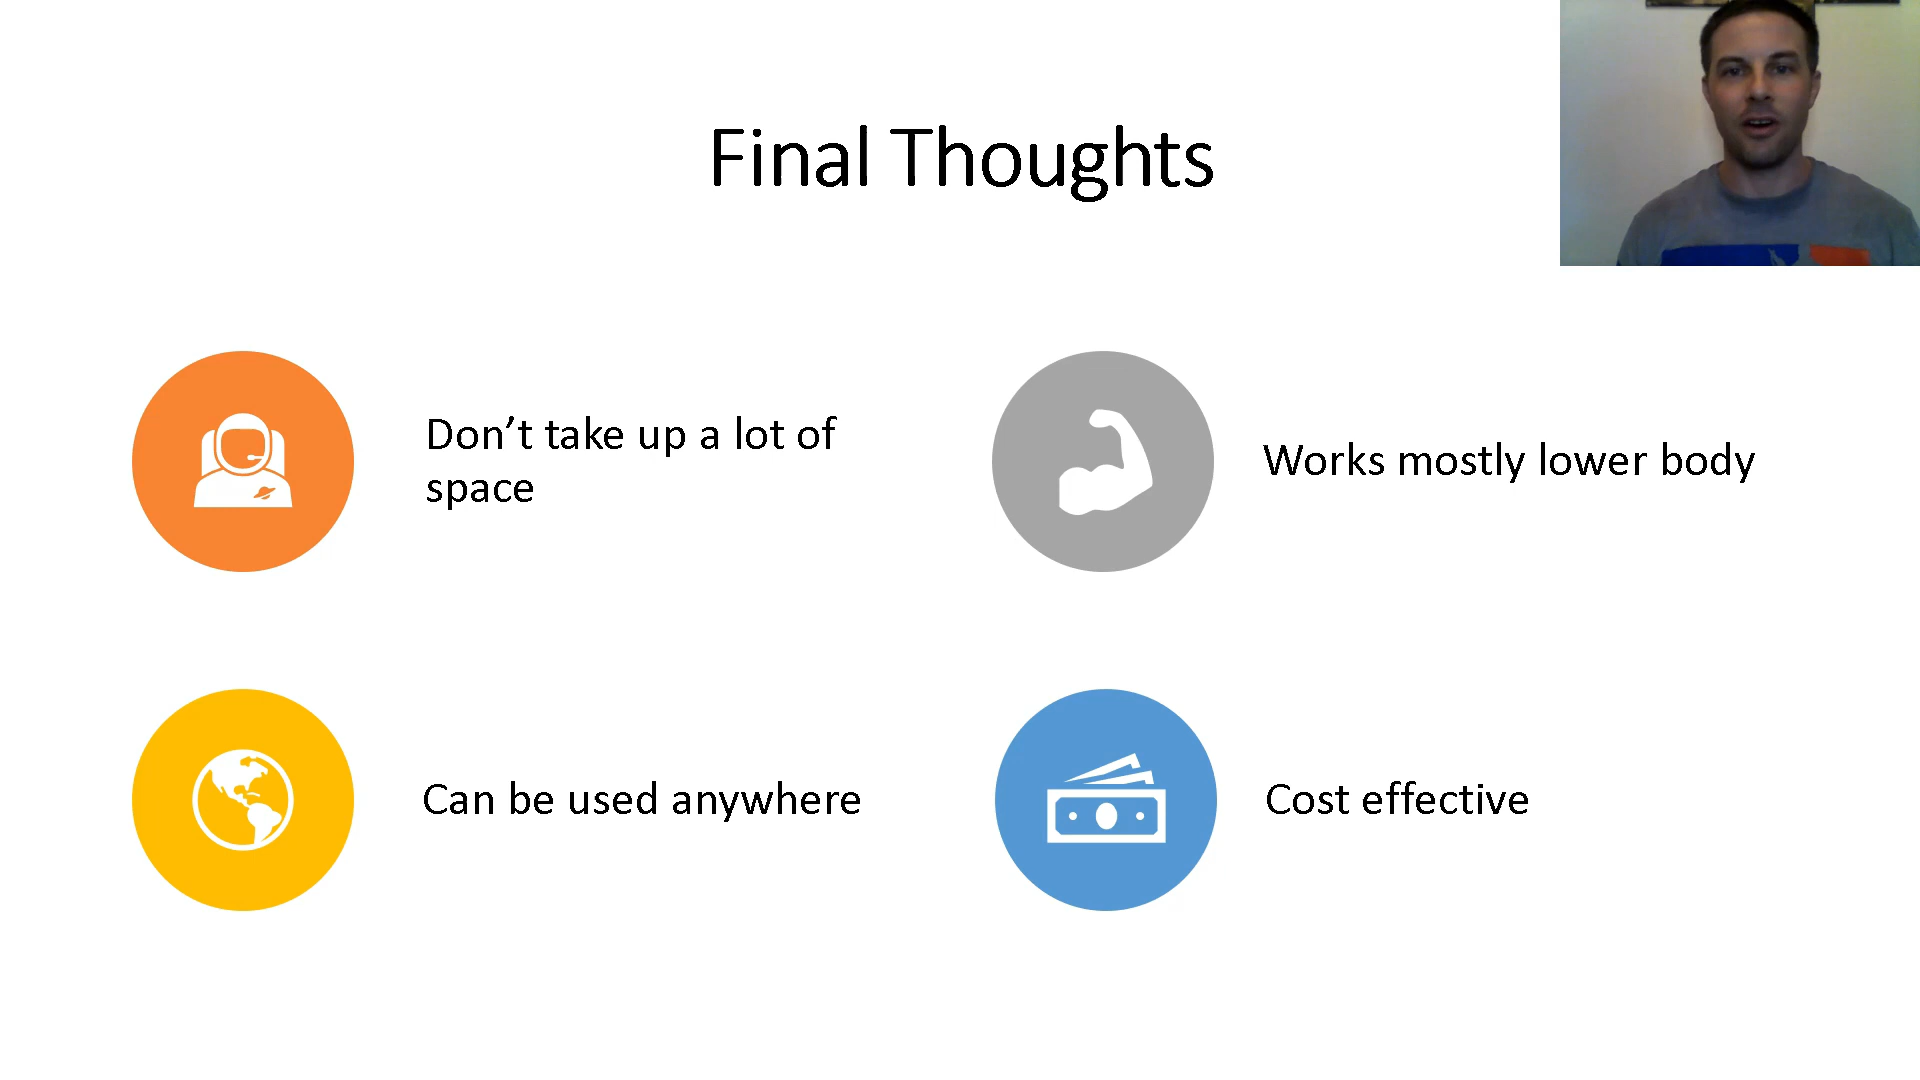 Final Thoughts
Don’t take up a lot of
space
Works mostly lower body
Can be used anywhere
Cost effective